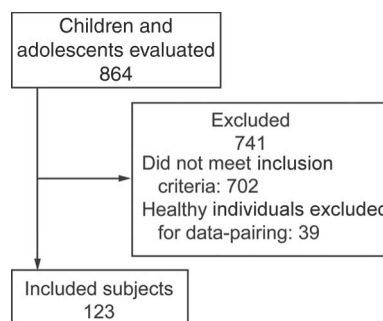 Children and
adolescents evaluated
864
Excluded
741
Did not meet inclusion
criteria: 702
Healthy individuals excluded
for data-pairing: 39
Included subjects
123